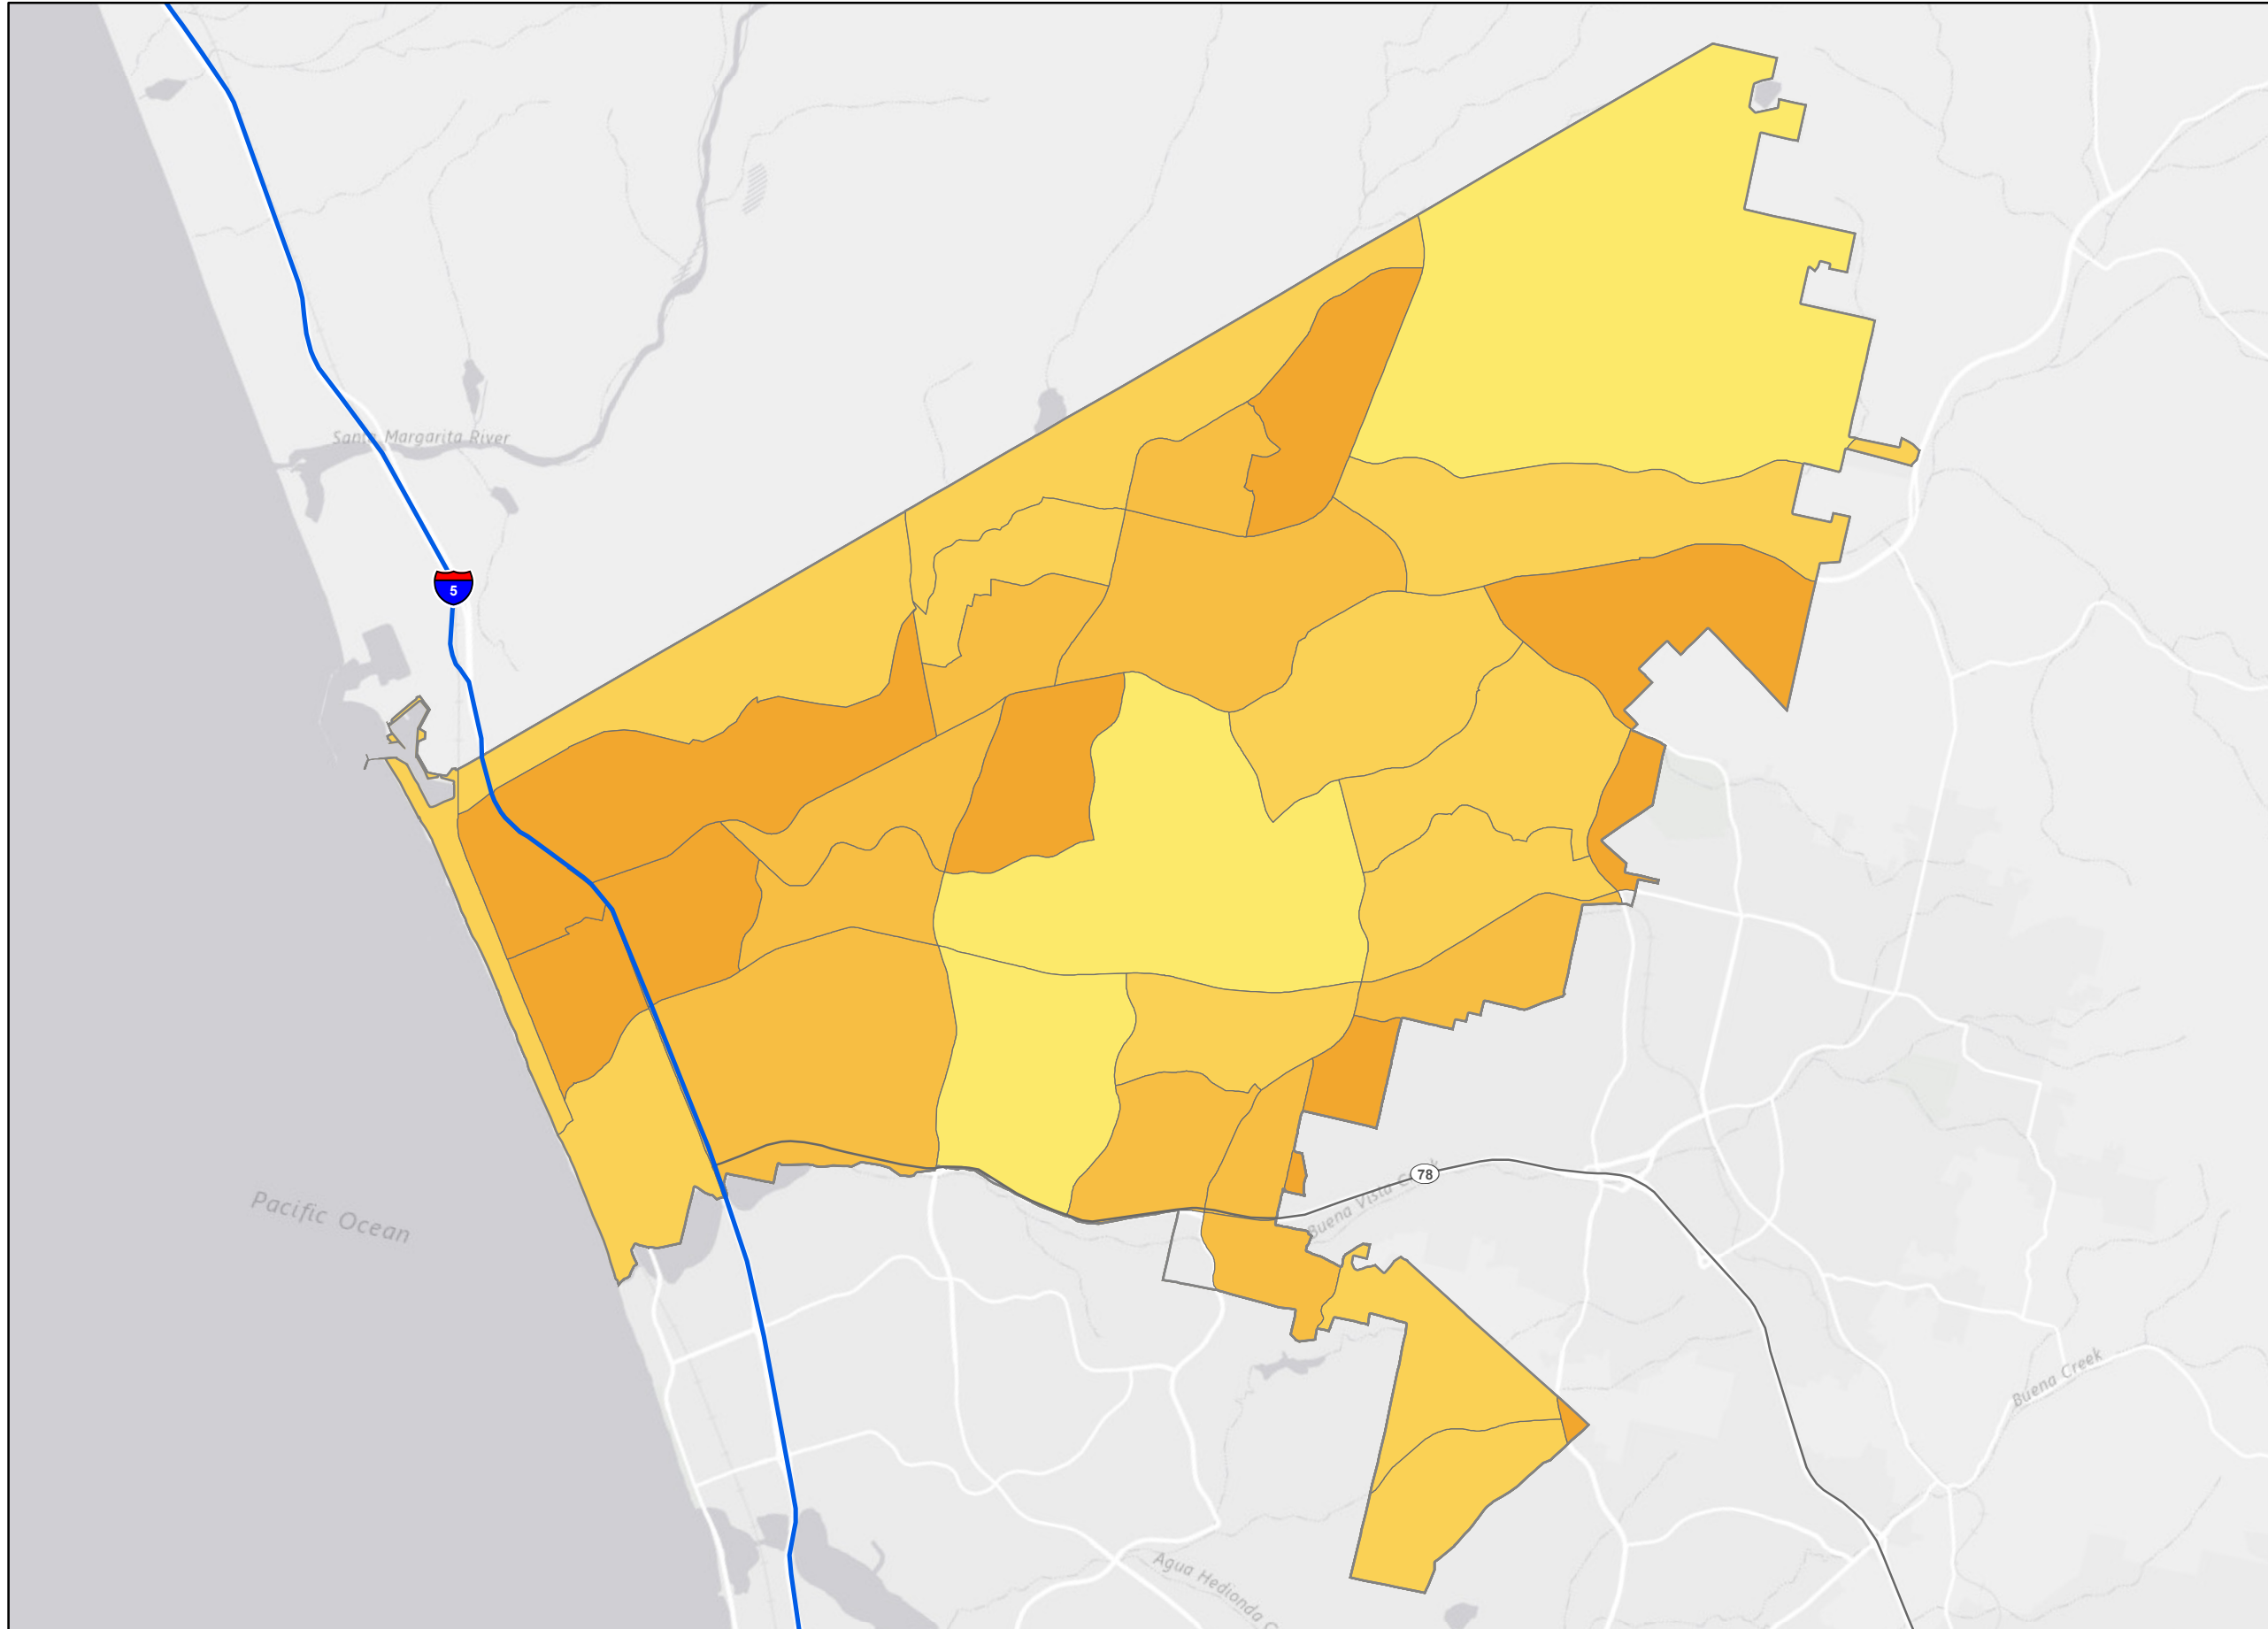 Santa Margarita River
5
Pacific Ocean
78
Buena Vista C
Buena Creek
Agua Hedionda C